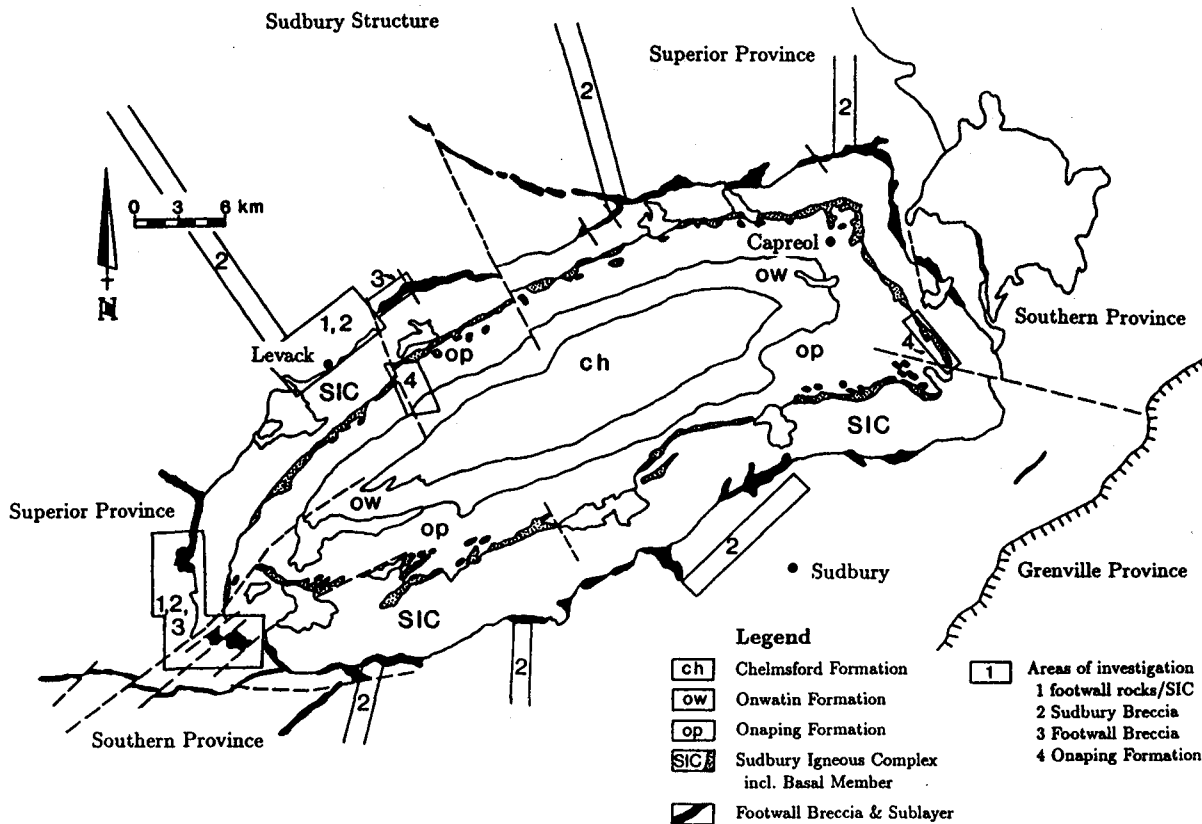 Sudbury Structure
Superior Province
2
2
0 3 6 km
N
2
Capreol
ow
3
1,2
Levack
op
SIC
4
ch
op
Southern Province
4
SIC
ow
Superior Province
op
2
Sudbury
Grenville Province
1,2,
3
SIC
2
2
Southern Province
Legend
ch Chelmsford Formation
ow Onwatin Formation
op Onaping Formation
SIC Sudbury Igneous Complex
incl. Basal Member
Footwall Breccia & Sublayer
1 Areas of investigation
1 footwall rocks/SIC
2 Sudbury Breccia
3 Footwall Breccia
4 Onaping Formation